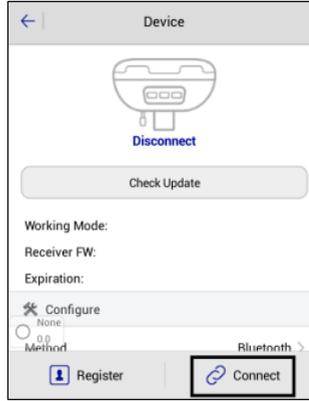 Device
Disconnect
Check Update
Working Mode:
Receiver FW:
Expiration:
Configure
None
0.0
Method Bluetooth
Register Connect